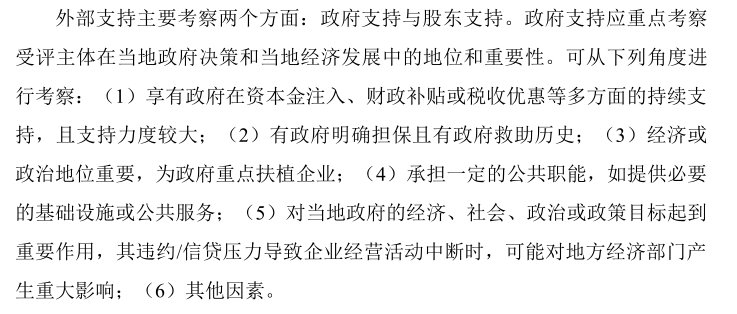 外部支持主要考察两个方面：政府支持与股东支持。政府支持应重点考察
受评主体在当地政府决策和当地经济发展中的地位和重要性。可从下列角度进
行考察：（1）享有政府在资本金注入、财政补贴或税收优惠等多方面的持续支
持，且支持力度较大；（2）有政府明确担保且有政府救助历史；（3）经济或
政治地位重要，为政府重点扶植企业；（4）承担一定的公共职能，如提供必要
的基础设施或公共服务；（5）对当地政府的经济、社会、政治或政策目标起到
重要作用，其违约/信贷压力导致企业经营活动中断时，可能对地方经济部门产
生重大影响；（6）其他因素。